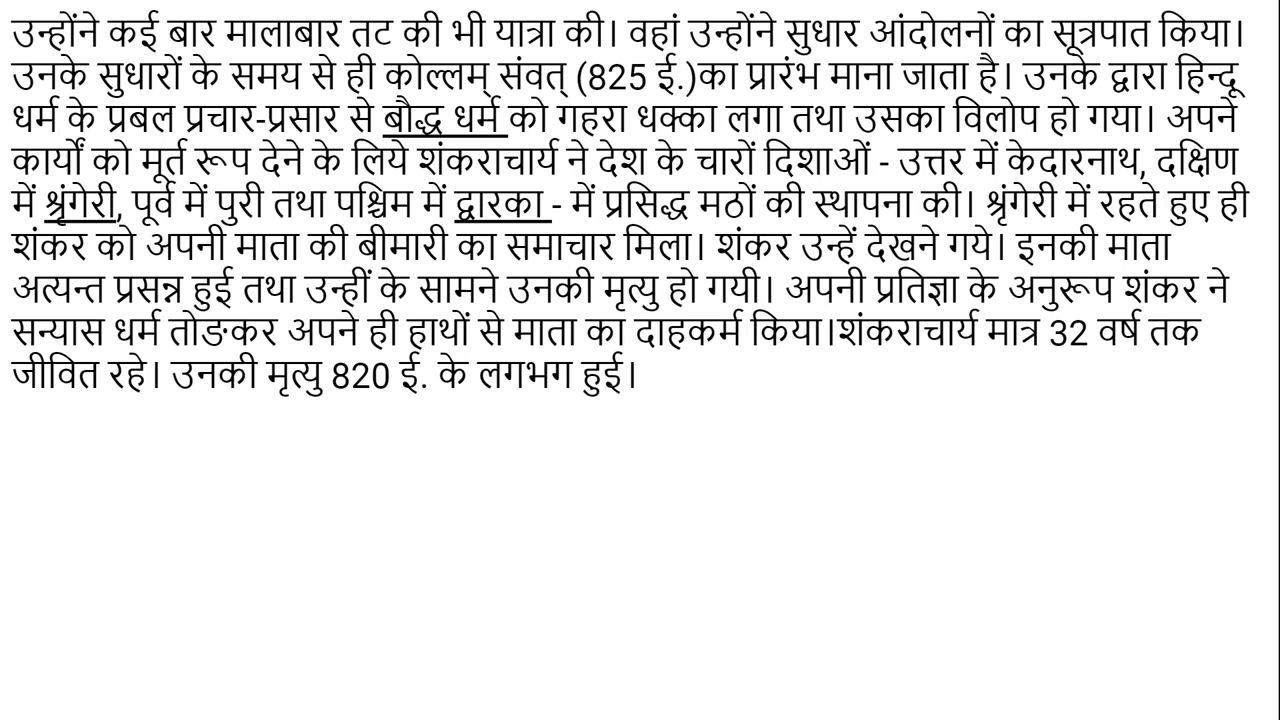 उन्होंने कई बार मालाबार तट की भी यात्रा की। वहां उन्होंने सुधार आंदोलनों का सूत्रपात किया।
उनके सुधारों के समय से ही कोल्लम् संवत् (825 ई.)का प्रारंभ माना जाता है। उनके द्वारा हिन्दू
धर्म के प्रबल प्रचार-प्रसार से बौद्ध धर्म को गहरा धक्का लगा तथा उसका विलोप हो गया। अपने
कार्यों को मूर्त रूप देने के लिये शंकराचार्य ने देश के चारों दिशाओं - उत्तर में केदारनाथ, दक्षिण
में श्रृंगेरी, पूर्व में पुरी तथा पश्चिम में द्वारका - में प्रसिद्ध मठों की स्थापना की। श्रृंगेरी में रहते हुए ही
शंकर को अपनी माता की बीमारी का समाचार मिला। शंकर उन्हें देखने गये। इनकी माता
अत्यन्त प्रसन्न हुई तथा उन्हीं के सामने उनकी मृत्यु हो गयी। अपनी प्रतिज्ञा के अनुरूप शंकर ने
सन्यास धर्म तोङकर अपने ही हाथों से माता का दाहकर्म किया।शंकराचार्य मात्र 32 वर्ष तक
जीवित रहे। उनकी मृत्यु 820 ई. के लगभग हुई।